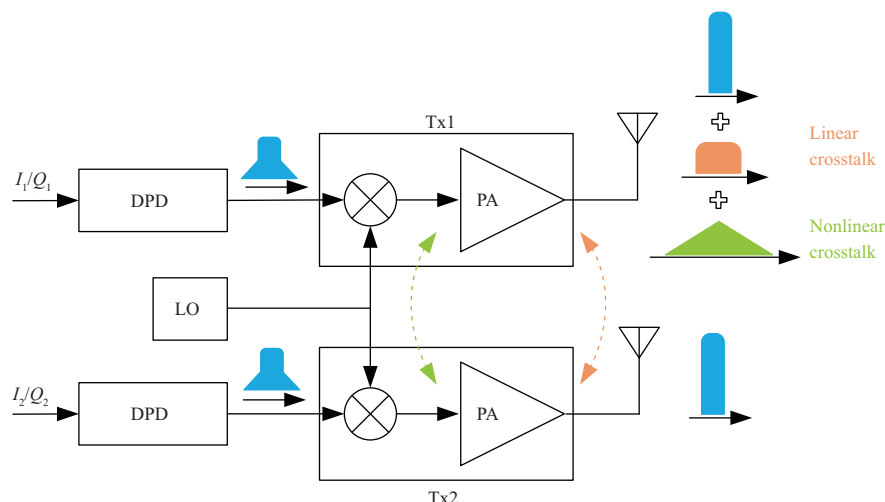 Tx1
Linear
crosstalk
I₁/Q₁
DPD
PA
Nonlinear
crosstalk
LO
I₂/Q₂
DPD
PA
Tx2